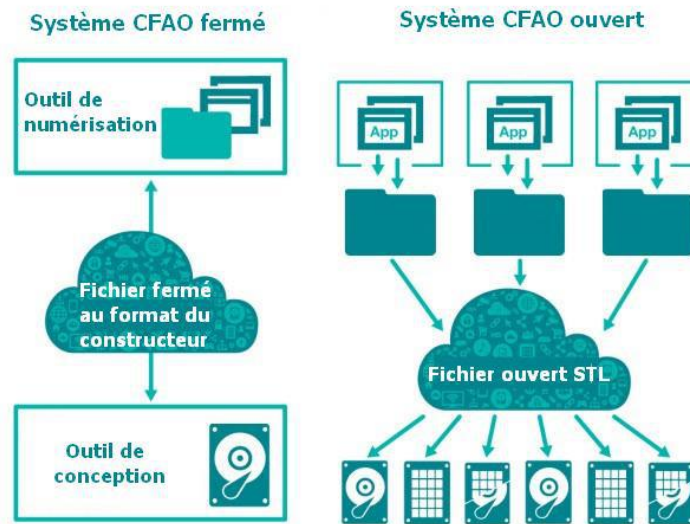 Système CFAO fermé
Outil de
numérisation
Fichier fermé
au format du
constructeur
Outil de
conception
Système CFAO ouvert
App
App
App
Fichier ouvert STL